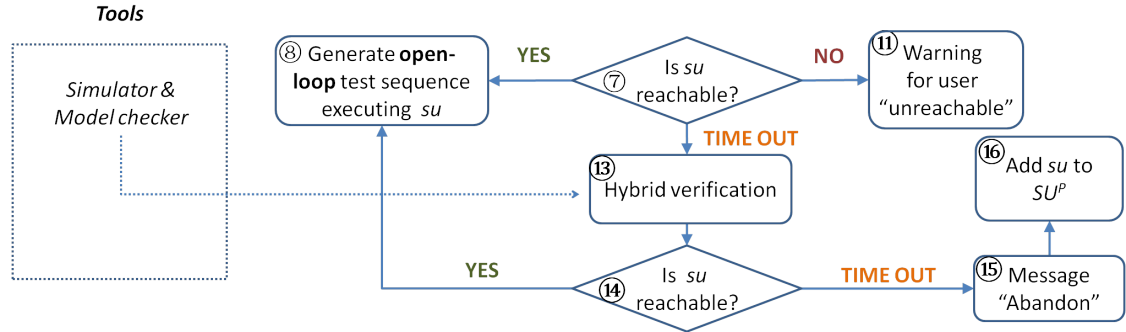 Tools
Simulator &
Model checker
⑧ Generate open-
loop test sequence
executing su
YES
⑦
Is su
reachable?
NO
⑪ Warning
for user
“unreachable”
TIME OUT
⑬
Hybrid verification
⑯
Add su to
SUᴾ
YES
⑭
Is su
reachable?
TIME OUT
⑮ Message
“Abandon”